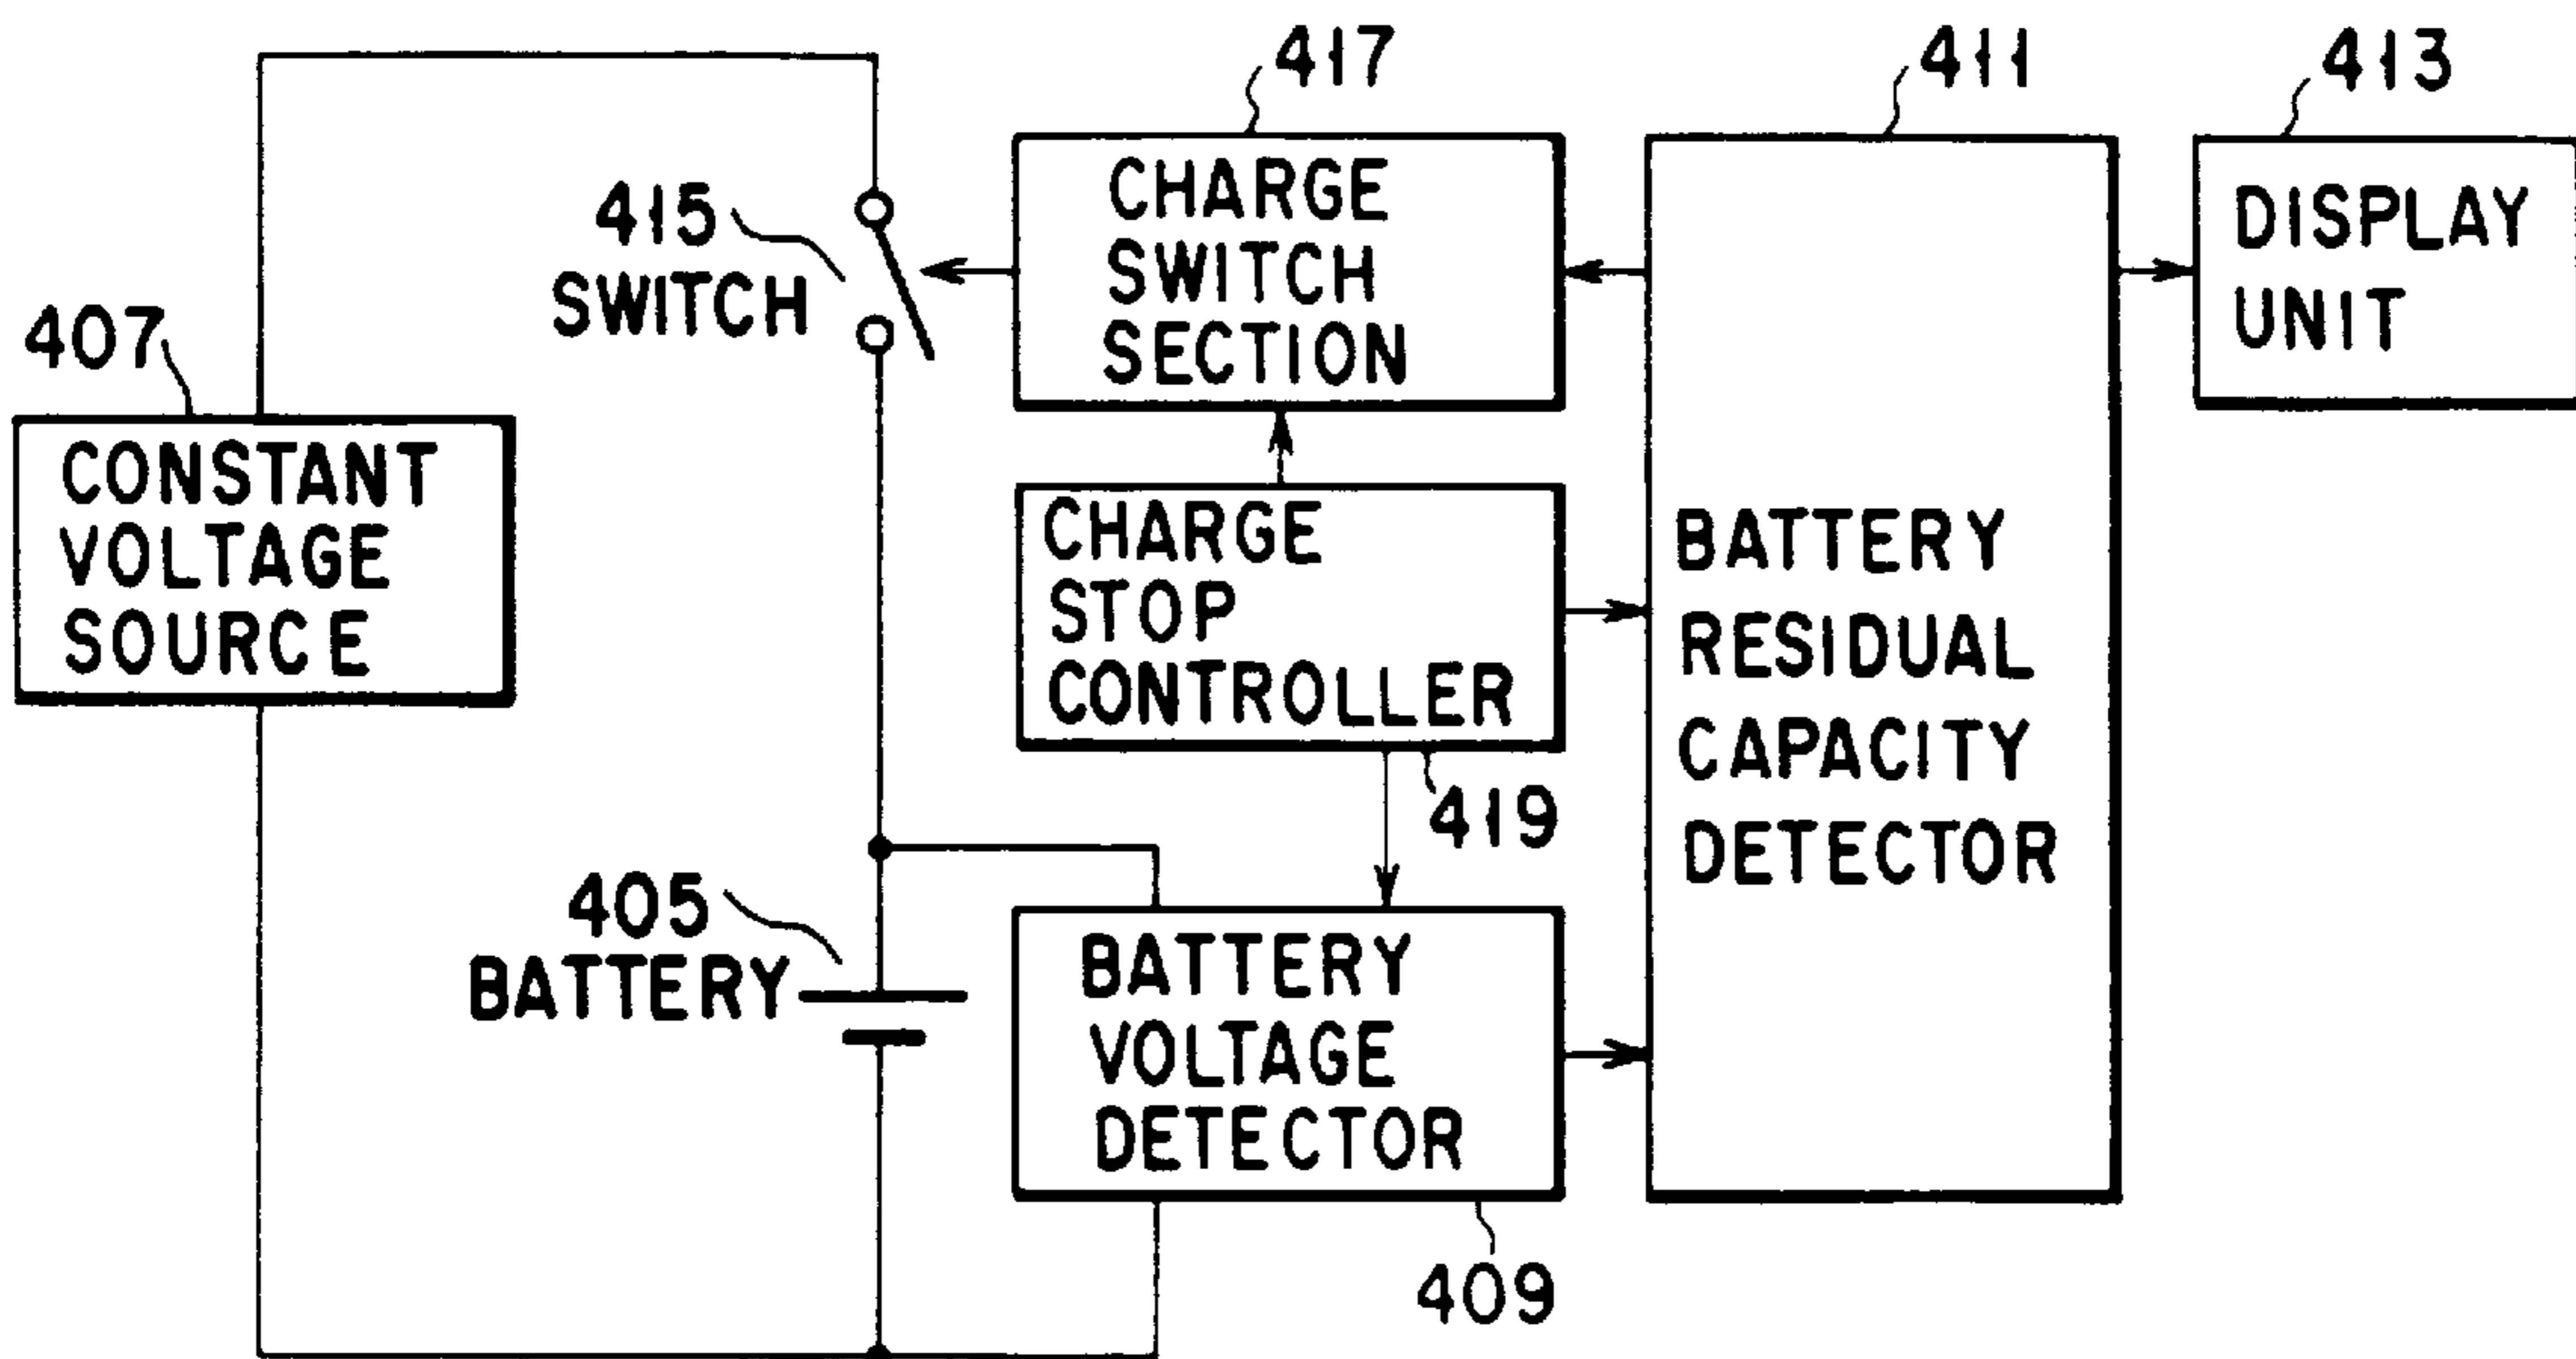 417
411
413
415
SWITCH
CHARGE
SWITCH
SECTION
DISPLAY
UNIT
407
CONSTANT
VOLTAGE
SOURCE
CHARGE
STOP
CONTROLLER
419
BATTERY
RESIDUAL
CAPACITY
DETECTOR
405
BATTERY
BATTERY
VOLTAGE
DETECTOR
409